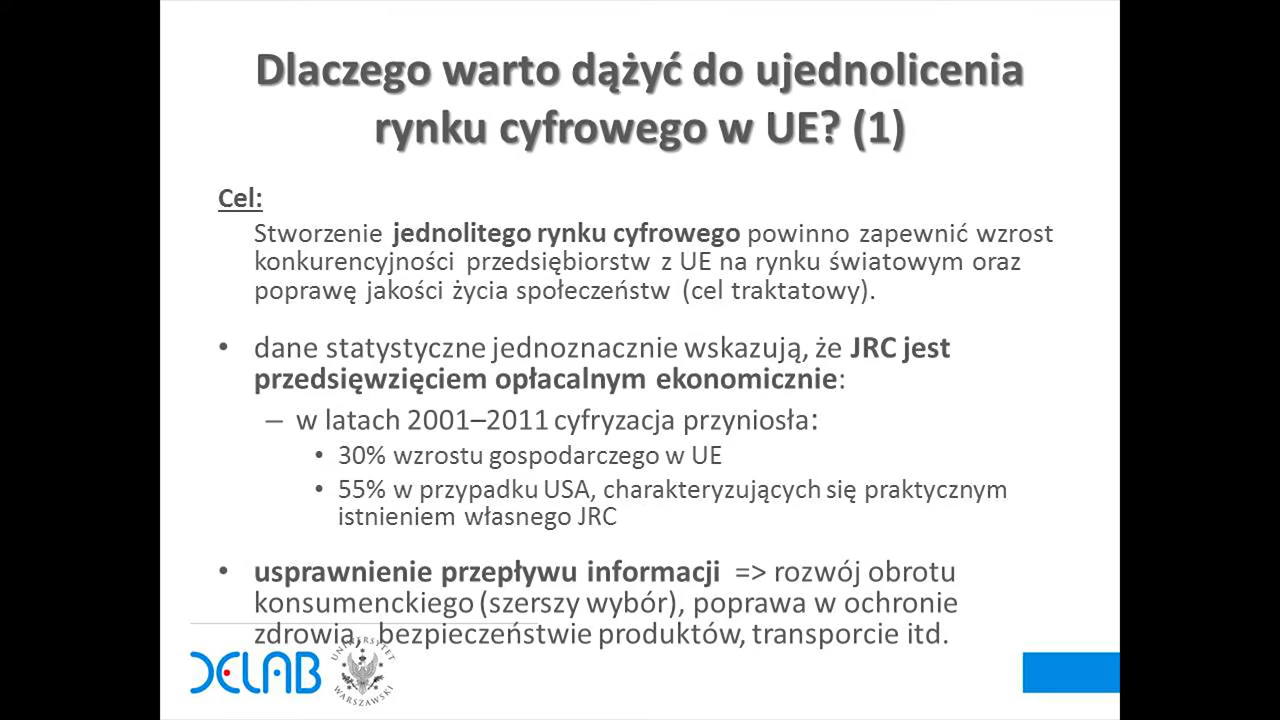 Dlaczego warto dążyć do ujednolicenia
rynku cyfrowego w UE? (1)
Cel:
Stworzenie jednolitego rynku cyfrowego powinno zapewnić wzrost
konkurencyjności przedsiębiorstw z UE na rynku światowym oraz
poprawę jakości życia społeczeństw (cel traktatowy).
• dane statystyczne jednoznacznie wskazują, że JRC jest
przedsięwzięciem opłacalnym ekonomicznie:
– w latach 2001–2011 cyfryzacja przyniosła:
• 30% wzrostu gospodarczego w UE
• 55% w przypadku USA, charakteryzujących się praktycznym
istnieniem własnego JRC
• usprawnienie przepływu informacji => rozwój obrotu
konsumenckiego (szerszy wybór), poprawa w ochronie
zdrowia, bezpieczeństwie produktów, transporcie itd.
DELAB
UNIWERSYTET
WARSZAWSKI